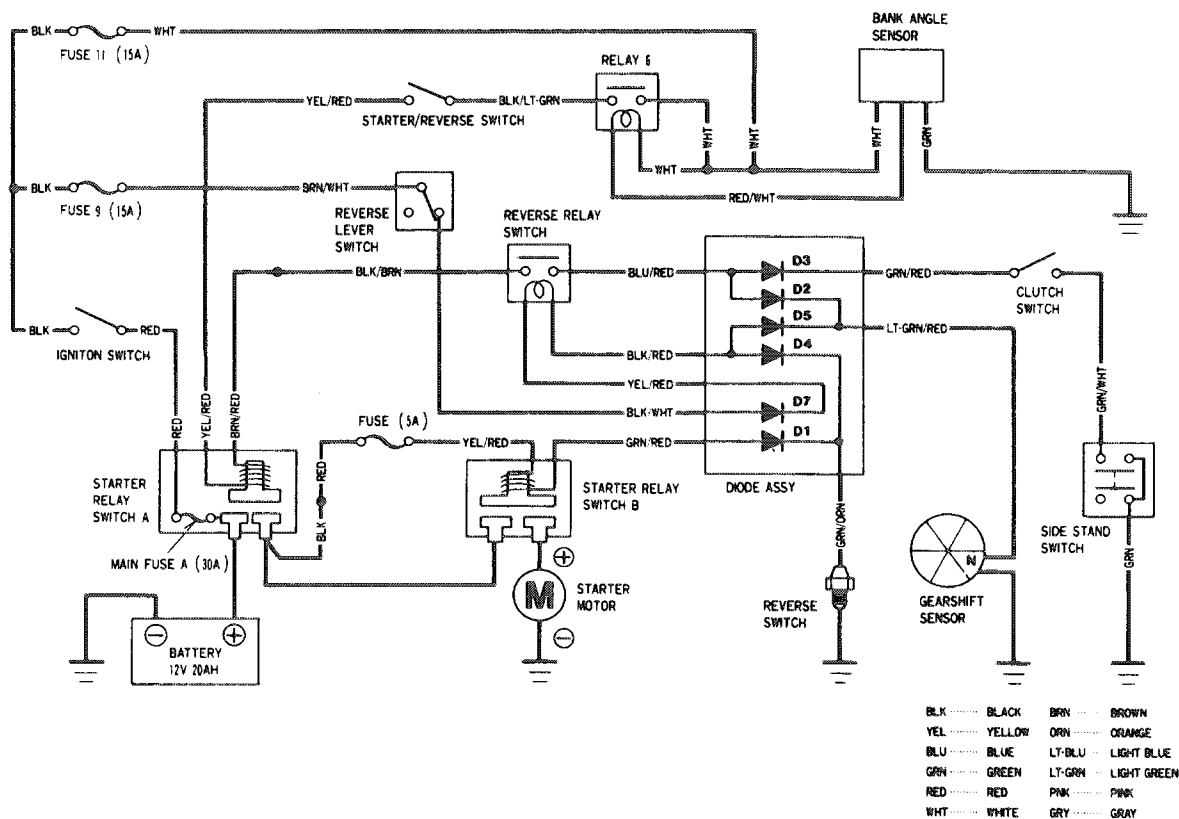 BLK
WHT
FUSE 11 (15A)
BANK ANGLE
SENSOR
RELAY 6
YEL/RED
BLK/LT-GRN
STARTER/REVERSE SWITCH
WHT
WHT
WHT
GRN
WHT
RED/WHT
BLK
FUSE 9 (15A)
BRN/WHT
REVERSE
LEVER
SWITCH
REVERSE RELAY
SWITCH
BLK/BRN
BLU/RED
D3
D2
D5
D4
D7
D1
GRN/RED
CLUTCH
SWITCH
LT-GRN/RED
BLK
RED
IGNITON SWITCH
BLK/RED
YEL/RED
BLK-WHT
GRN/RED
GRN/WHT
RED
YEL/RED
BRN/RED
FUSE (5A)
YEL/RED
RED
BLK
STARTER
RELAY
SWITCH A
STARTER RELAY
SWITCH B
DIODE ASSY
MAIN FUSE A (30A)
GRN/ORN
SIDE STAND
SWITCH
GRN
N
GEARSHIFT
SENSOR
REVERSE
SWITCH
+
M
−
STARTER
MOTOR
− +
BATTERY
12V 20AH
BLK ........ BLACK BRN ..... BROWN
YEL ........ YELLOW ORN ........ ORANGE
BLU ........ BLUE LT-BLU .... LIGHT BLUE
GRN ........ GREEN LT-GRN .... LIGHT GREEN
RED ........ RED PNK ........ PINK
WHT ........ WHITE GRY ........ GRAY